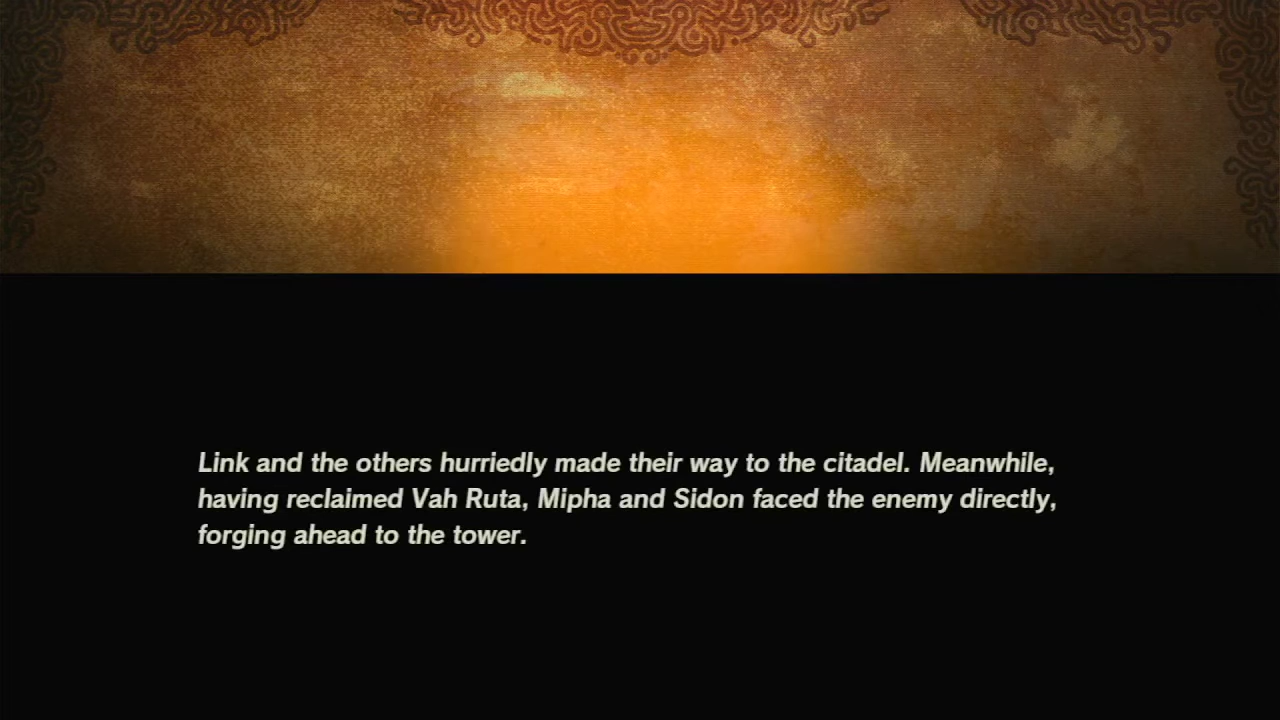 Link and the others hurriedly made their way to the citadel. Meanwhile,
having reclaimed Vah Ruta, Mipha and Sidon faced the enemy directly,
forging ahead to the tower.